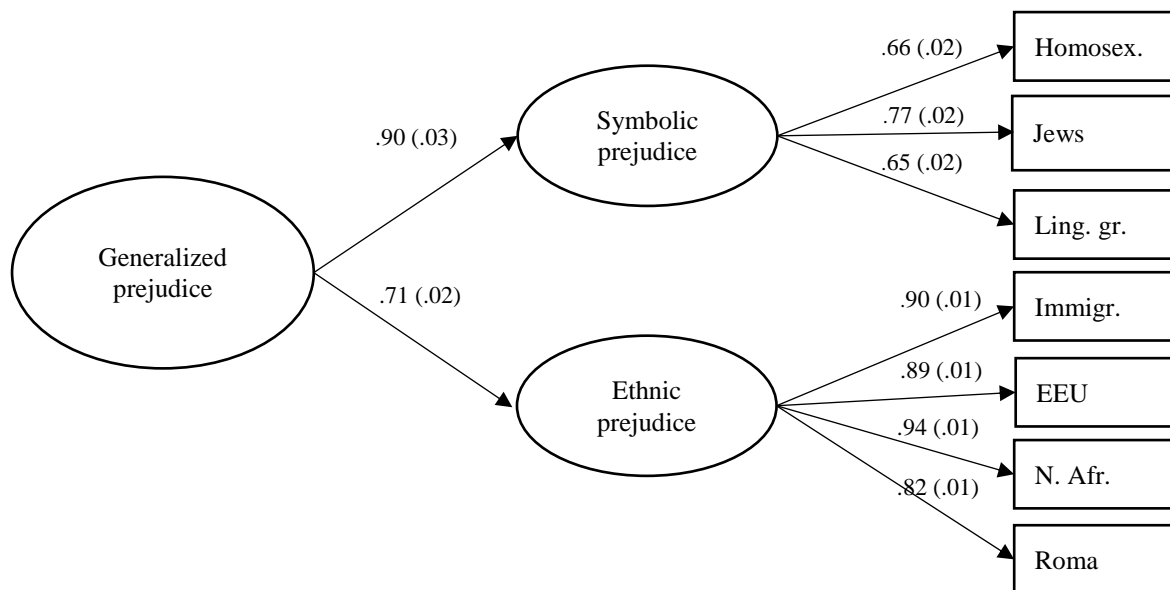 .66 (.02)
Homosex.
.77 (.02)
Jews
.65 (.02)
Ling. gr.
Symbolic
prejudice
.90 (.03)
Generalized
prejudice
.71 (.02)
Ethnic
prejudice
.90 (.01)
Immigr.
.89 (.01)
EEU
.94 (.01)
N. Afr.
.82 (.01)
Roma